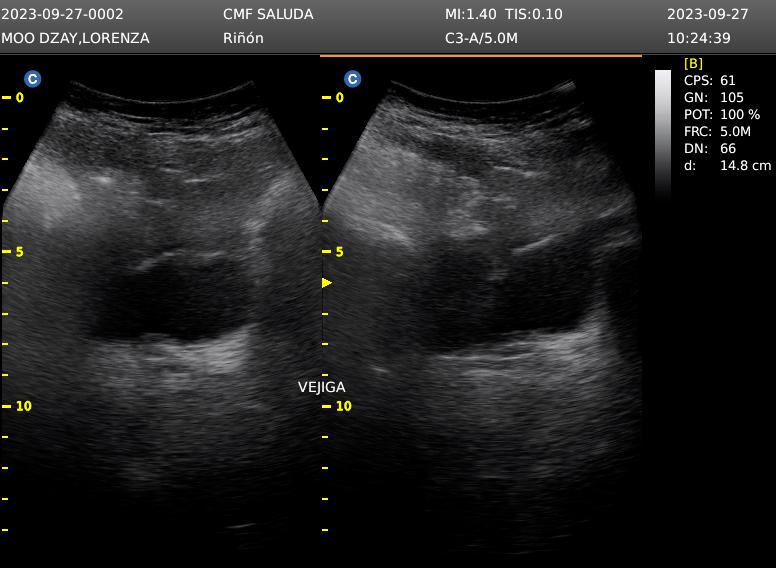 2023-09-27-0002 CMF SALUDA MI:1.40 TIS:0.10 2023-09-27
MOO DZAY,LORENZA Riñón C3-A/5.0M 10:24:39
C C
[B]
CPS: 61
GN: 105
POT: 100 %
FRC: 5.0M
DN: 66
d: 14.8 cm
0 0
5 5
VEJIGA
10 10